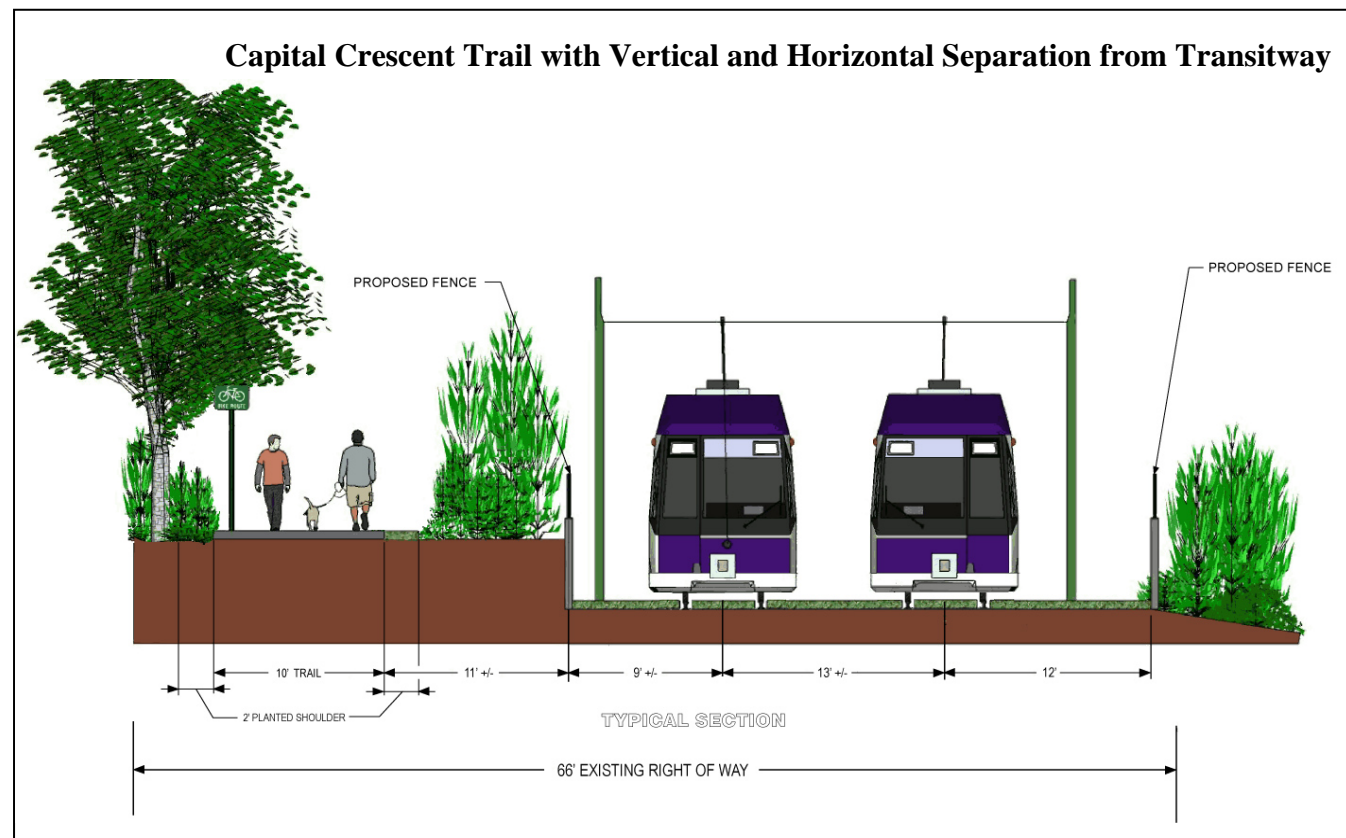 Capital Crescent Trail with Vertical and Horizontal Separation from Transitway
PROPOSED FENCE
PROPOSED FENCE
BIKE ROUTE
10' TRAIL
11' +/-
9' +/-
13' +/-
12'
2' PLANTED SHOULDER
TYPICAL SECTION
66' EXISTING RIGHT OF WAY